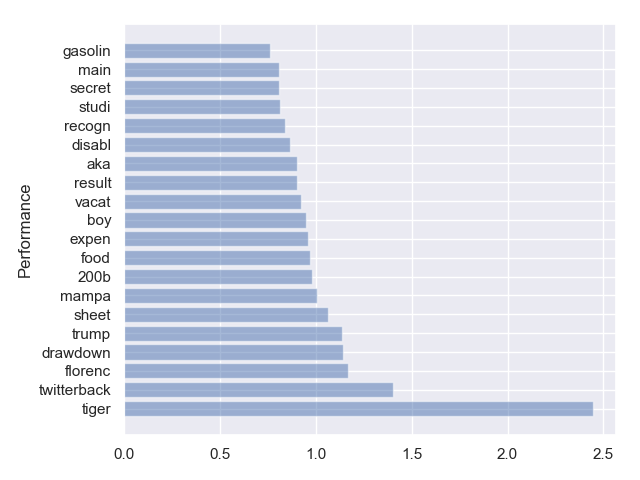 Performance
gasolin
main
secret
studi
recogn
disabl
aka
result
vacat
boy
expen
food
200b
mampa
sheet
trump
drawdown
florenc
twitterback
tiger
0.0 0.5 1.0 1.5 2.0 2.5